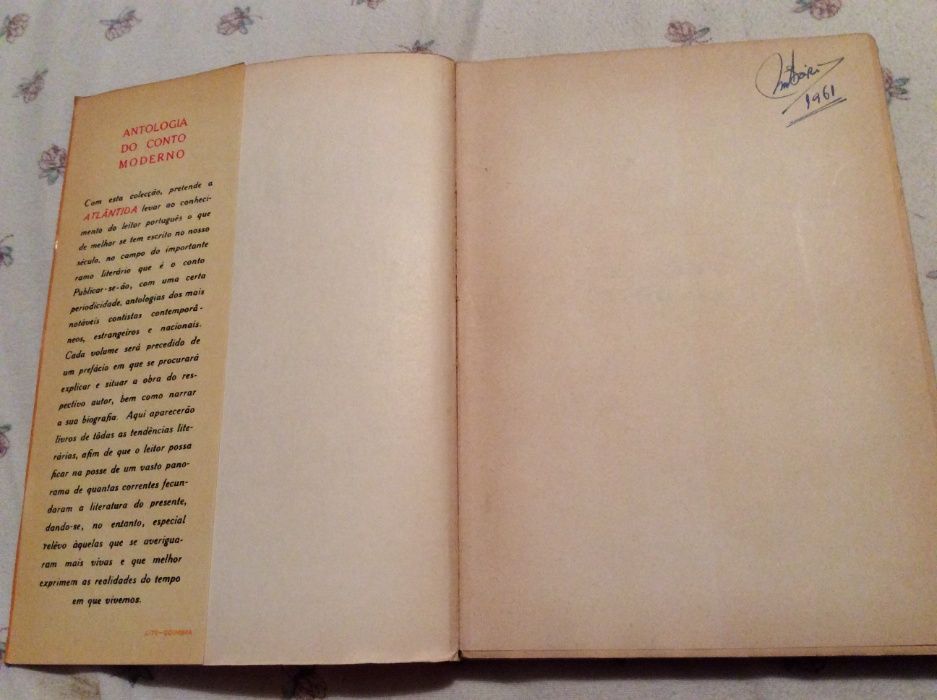 ANTOLOGIA
DO CONTO
MODERNO
Com esta colecção, pretende a
ATLÂNTIDA levar ao conheci-
mento do leitor português o que
de melhor se tem escrito no nosso
século, no campo do importante
ramo literário que é o conto
Publicar-se-ão, com uma certa
periodicidade, antologias dos mais
notáveis contistas contemporâ-
neos, estrangeiros e nacionais.
Cada volume será precedido de
um prefácio em que se procurará
explicar e situar a obra do res-
pectivo autor, bem como narrar
a sua biografia. Aqui aparecerão
livros de tôdas as tendências lite-
rárias, afim de que o leitor possa
ficar na posse de um vasto pano-
rama de quantas correntes fecun-
daram a literatura do presente,
dando-se, no entanto, especial
relêvo àquelas que se averigua-
ram mais vivas e que melhor
exprimem as realidades do tempo
em que vivemos.
COIMBRA
1961